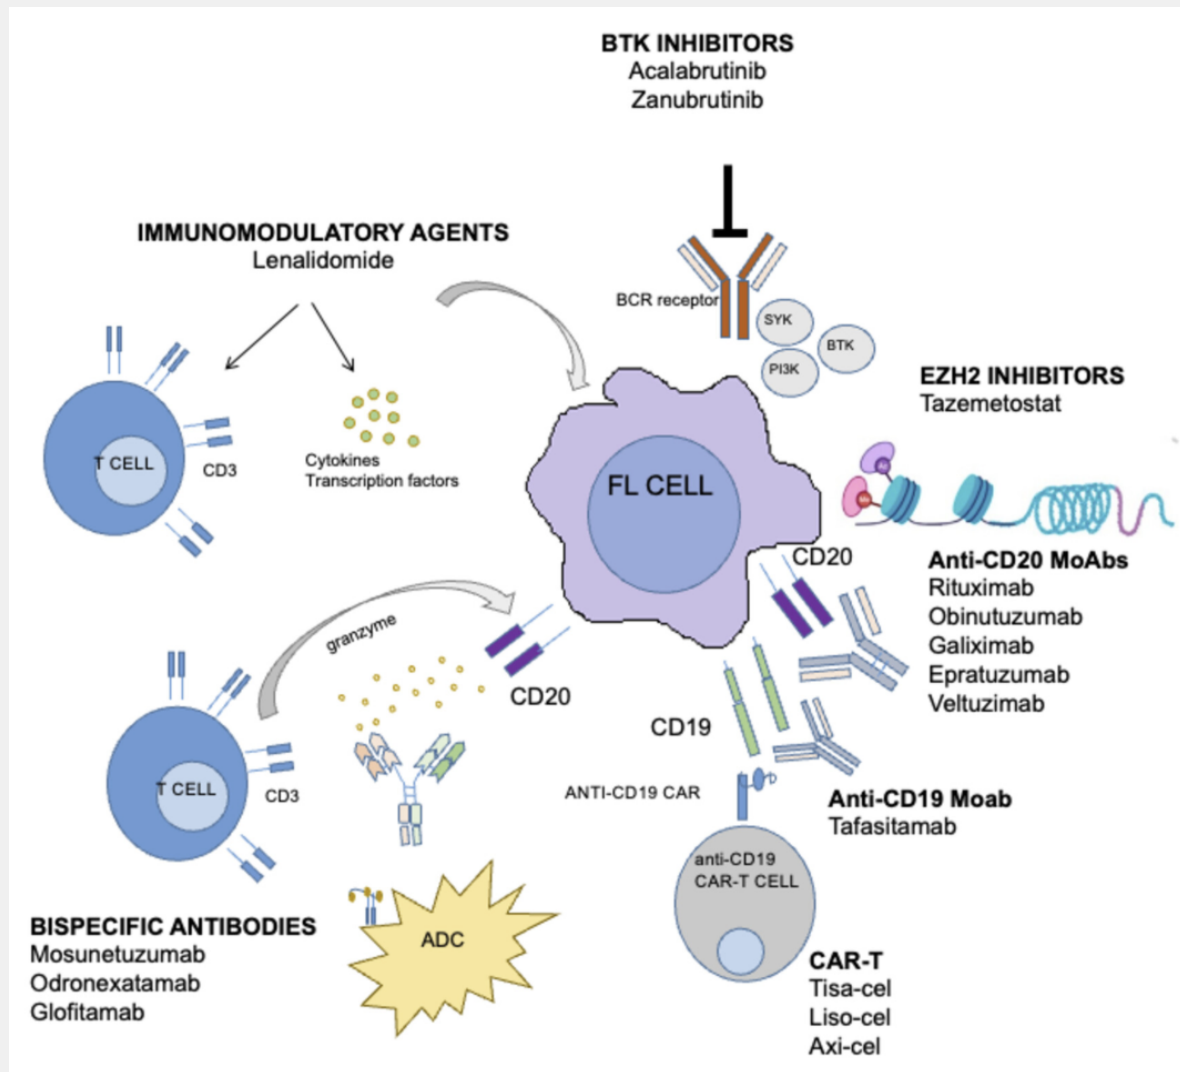 BTK INHIBITORS
Acalabrutinib
Zanubrutinib
IMMUNOMODULATORY AGENTS
Lenalidomide
BCR receptor
SYK
BTK
PI3K
EZH2 INHIBITORS
Tazemetostat
T CELL
CD3
Cytokines
Transcription factors
FL CELL
CD20
Anti-CD20 MoAbs
Rituximab
Obinutuzumab
Galiximab
Epratuzumab
Veltuzimab
granzyme
CD20
CD19
T CELL
CD3
ANTI-CD19 CAR
Anti-CD19 Moab
Tafasitamab
anti-CD19
CAR-T CELL
BISPECIFIC ANTIBODIES
Mosunetuzumab
Odronexatamab
Glofitamab
ADC
CAR-T
Tisa-cel
Liso-cel
Axi-cel